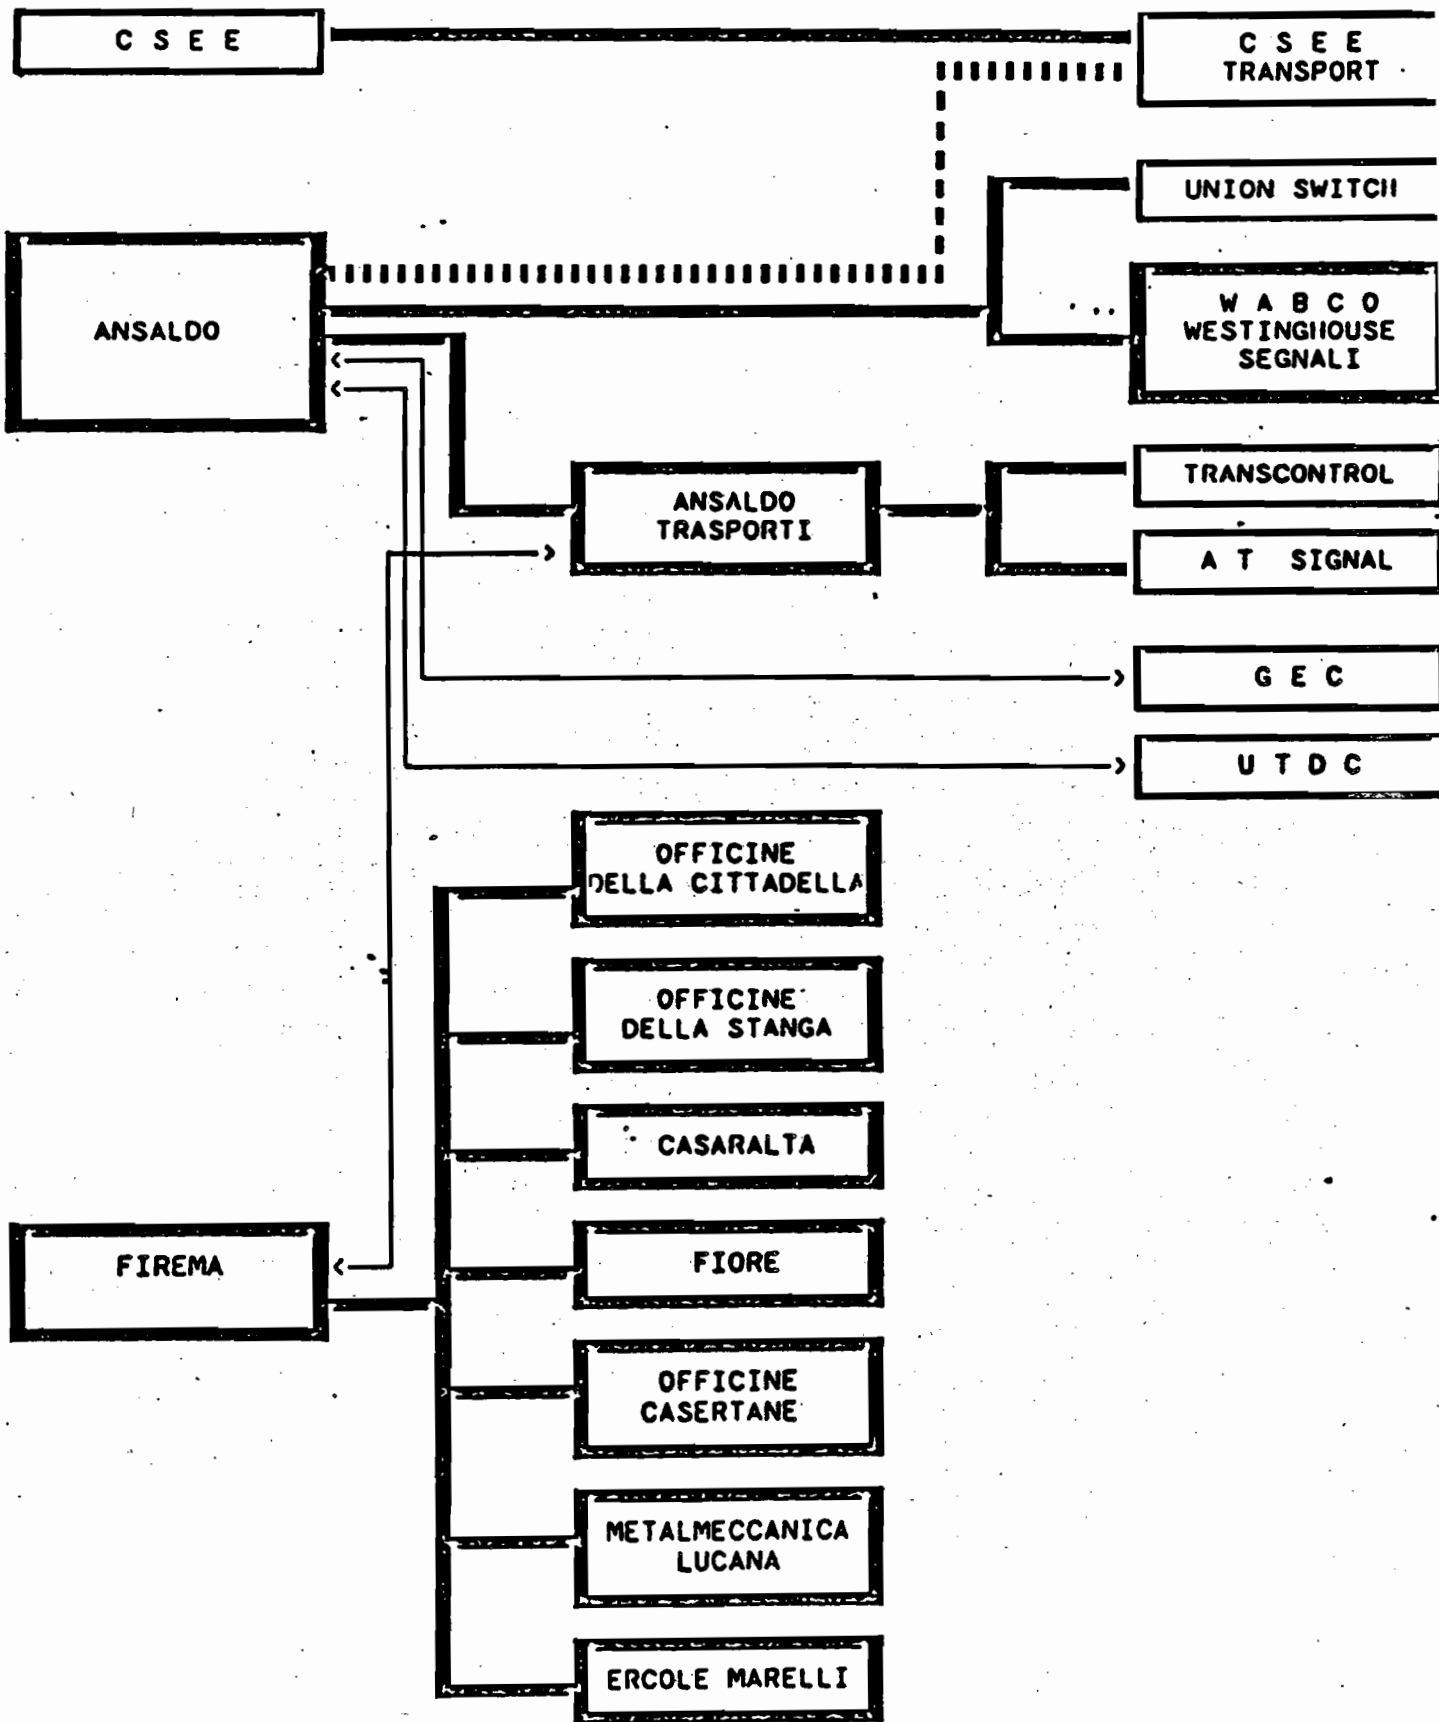 C S E E
C S E E
TRANSPORT
UNION SWITCH
ANSALDO
W A B C O
WESTINGHOUSE
SEGNALI
TRANSCONTROL
ANSALDO
TRASPORTI
A T SIGNAL
G E C
U T D C
OFFICINE
DELLA CITTADELLA
OFFICINE
DELLA STANGA
CASARALTA
FIREMA
FIORE
OFFICINE
CASERTANE
METALMECCANICA
LUCANA
ERCOLE MARELLI